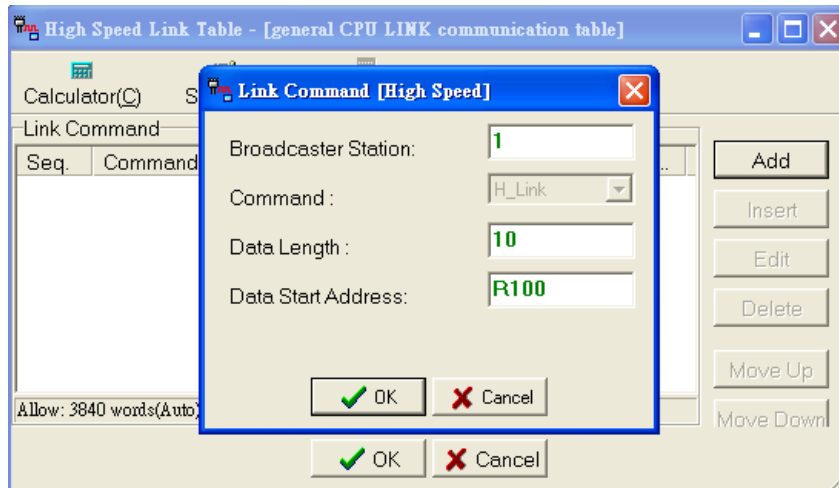 High Speed Link Table - [general CPU LINK communication table]
Calculator(C)
Link Command [High Speed]
Link Command
Seq. Command
Broadcaster Station: 1
Command : H_Link
Data Length : 10
Data Start Address: R100
OK Cancel
Add
Insert
Edit
Delete
Move Up
Move Down
Allow: 3840 words(Auto)
OK Cancel